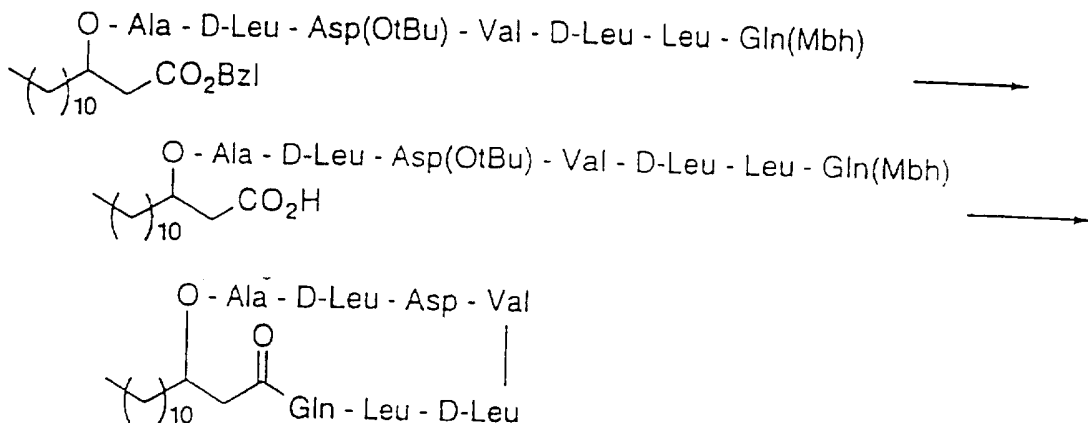 O - Ala - D-Leu - Asp(OtBu) - Val - D-Leu - Leu - Gln(Mbh)
CO2Bzl
10
O - Ala - D-Leu - Asp(OtBu) - Val - D-Leu - Leu - Gln(Mbh)
CO2H
10
O - Ala - D-Leu - Asp - Val
O
10
Gln - Leu - D-Leu